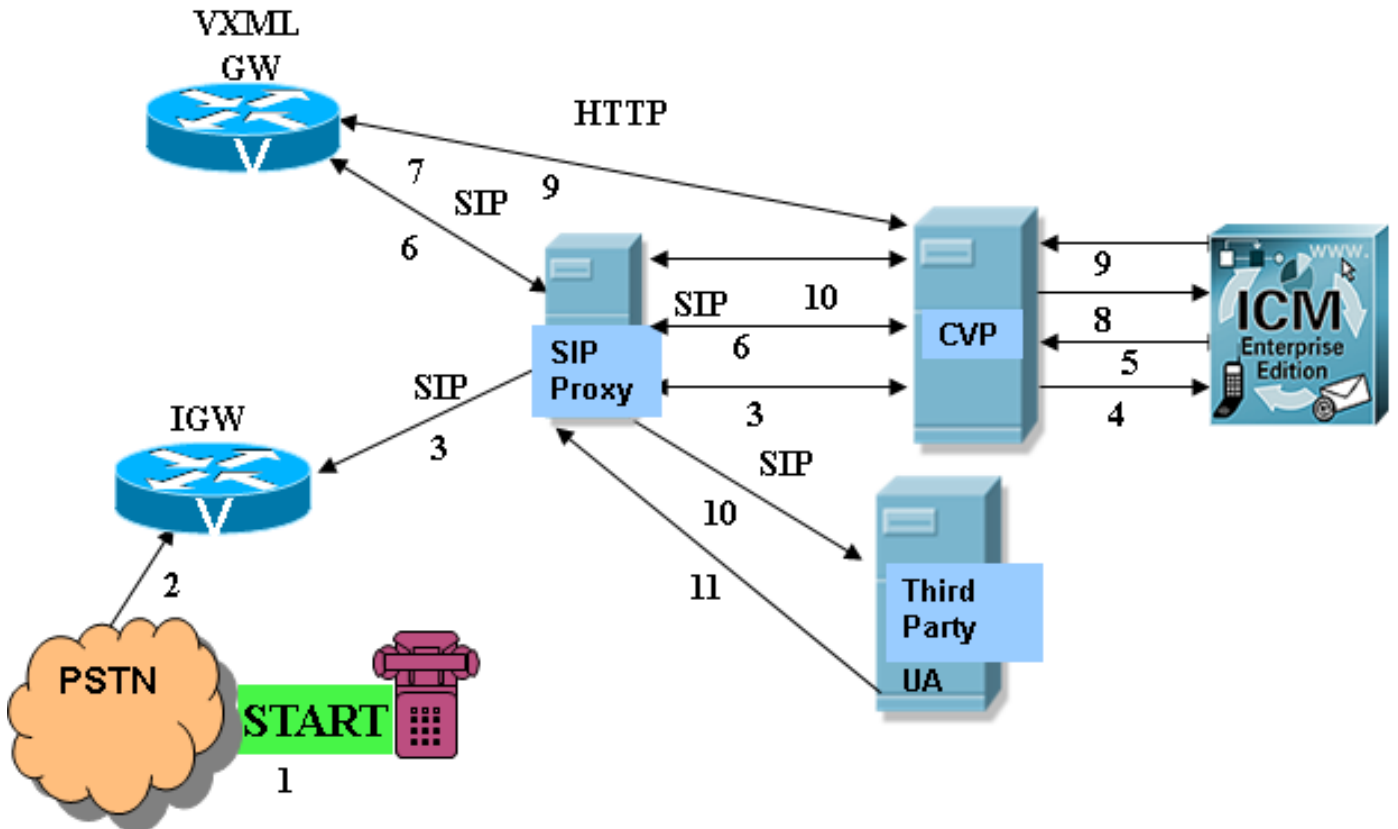 VXML
GW
V
HTTP
7
9
SIP
6
SIP
Proxy
SIP
10
6
3
CVP
9
8
5
4
www.
ICM
Enterprise
Edition
IGW
V
SIP
3
SIP
10
11
Third
Party
UA
2
PSTN
START
1